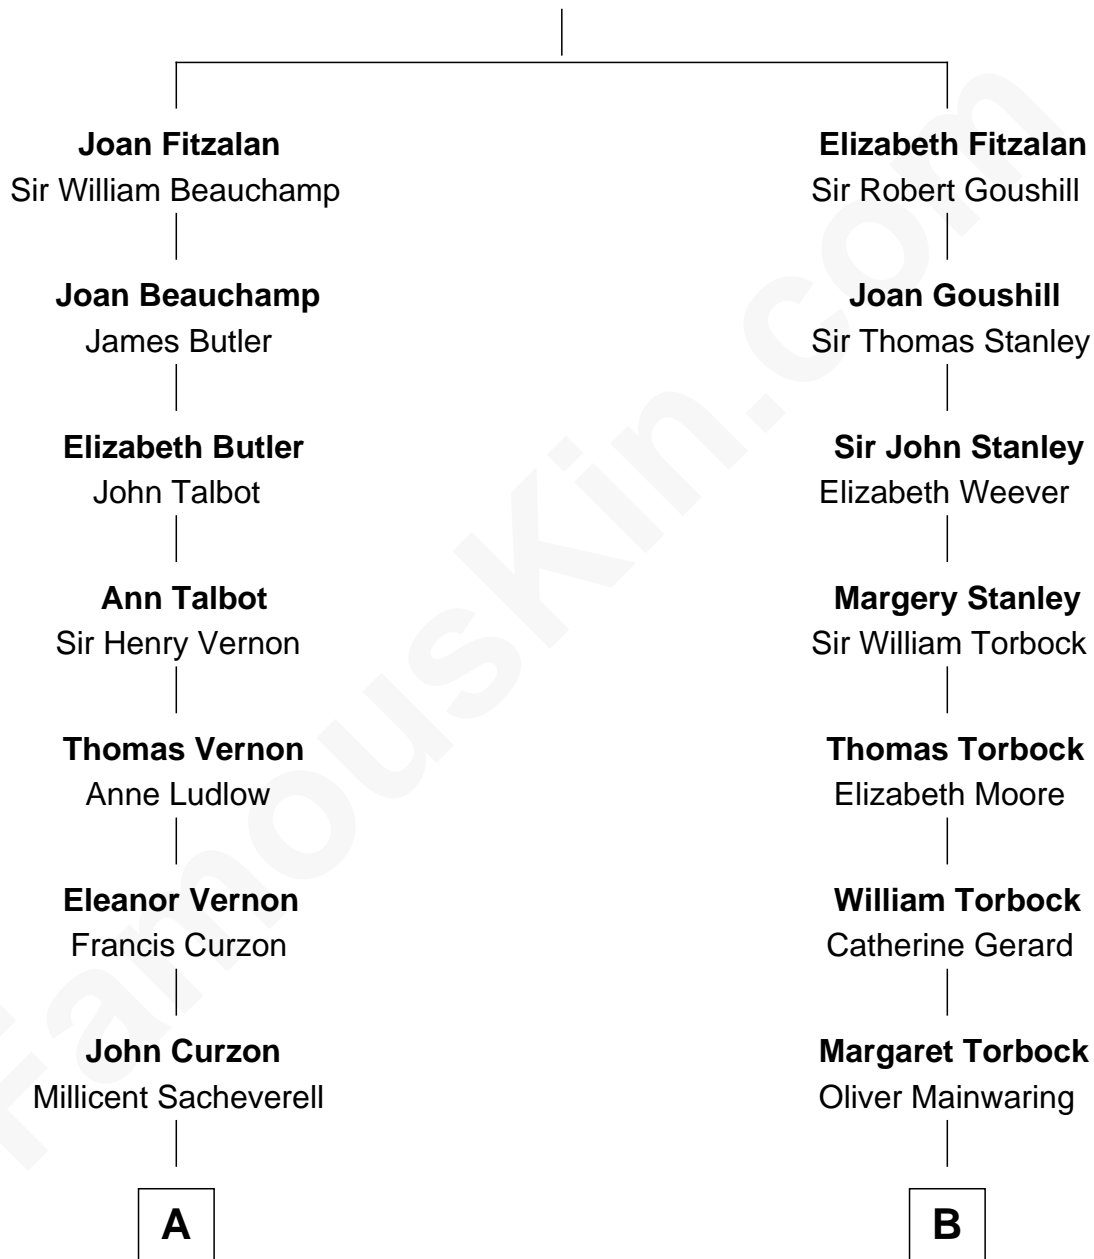 Joan Fitzalan
Sir William Beauchamp
Joan Beauchamp
James Butler
Elizabeth Butler
John Talbot
Ann Talbot
Sir Henry Vernon
Thomas Vernon
Anne Ludlow
Eleanor Vernon
Francis Curzon
John Curzon
Millicent Sacheverell
A
Elizabeth Fitzalan
Sir Robert Goushill
Joan Goushill
Sir Thomas Stanley
Sir John Stanley
Elizabeth Weever
Margery Stanley
Sir William Torbock
Thomas Torbock
Elizabeth Moore
William Torbock
Catherine Gerard
Margaret Torbock
Oliver Mainwaring
B
FamousKin.com